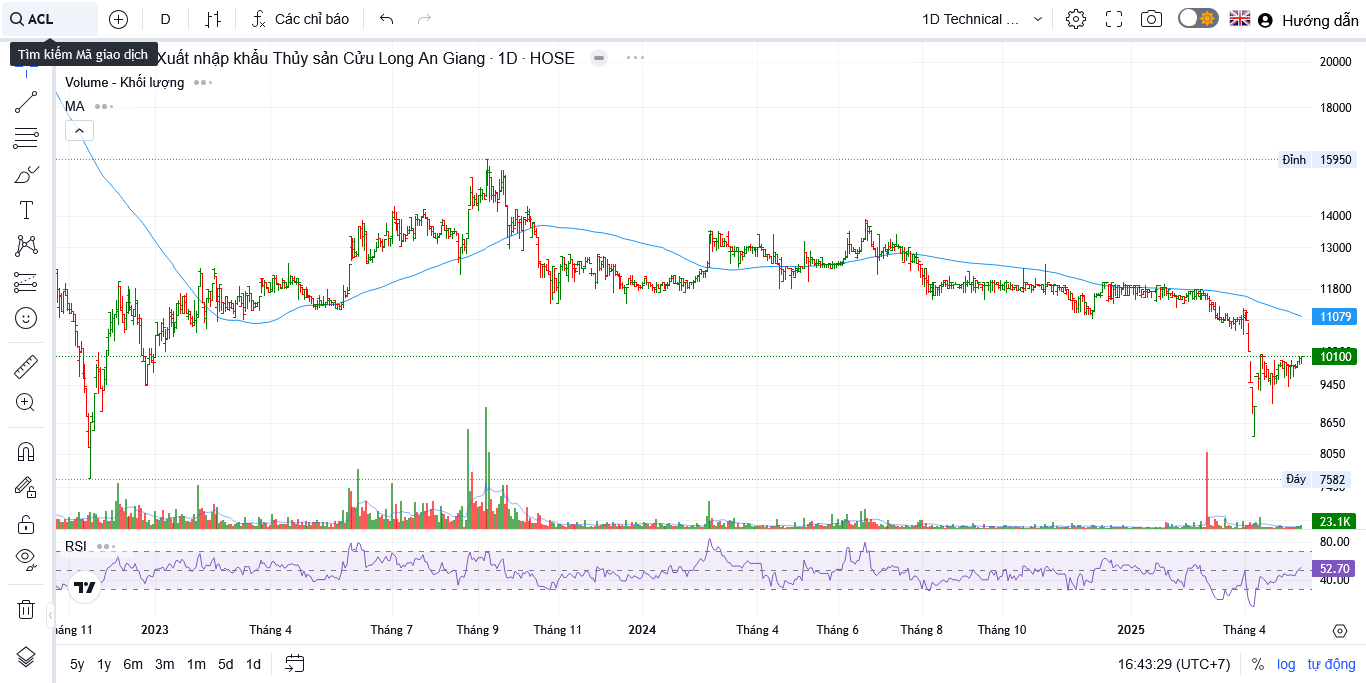 ACL
D
Các chỉ báo
1D Technical ...
Hướng dẫn
Tìm kiếm Mã giao dịch
Xuất nhập khẩu Thủy sản Cửu Long An Giang · 1D · HOSE
Volume - Khối lượng
MA
20000
18000
Đỉnh 15950
14000
13000
11800
11079
10100
9450
8650
8050
Đáy 7582
23.1K
RSI
80.00
52.70
40.00
háng 11 2023 Tháng 4 Tháng 7 Tháng 9 Tháng 11 2024 Tháng 4 Tháng 6 Tháng 8 Tháng 10 2025 Tháng 4
5y 1y 6m 3m 1m 5d 1d
16:43:29 (UTC+7) % log tự động